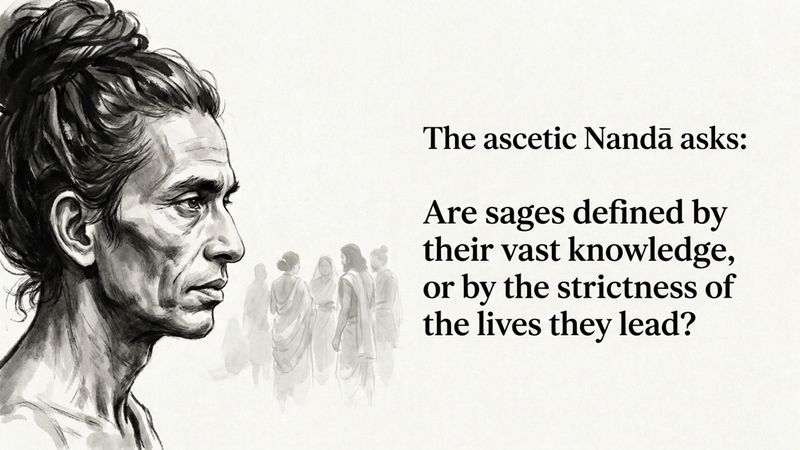 The ascetic Nandā asks:
Are sages defined by
their vast knowledge,
or by the strictness of
the lives they lead?